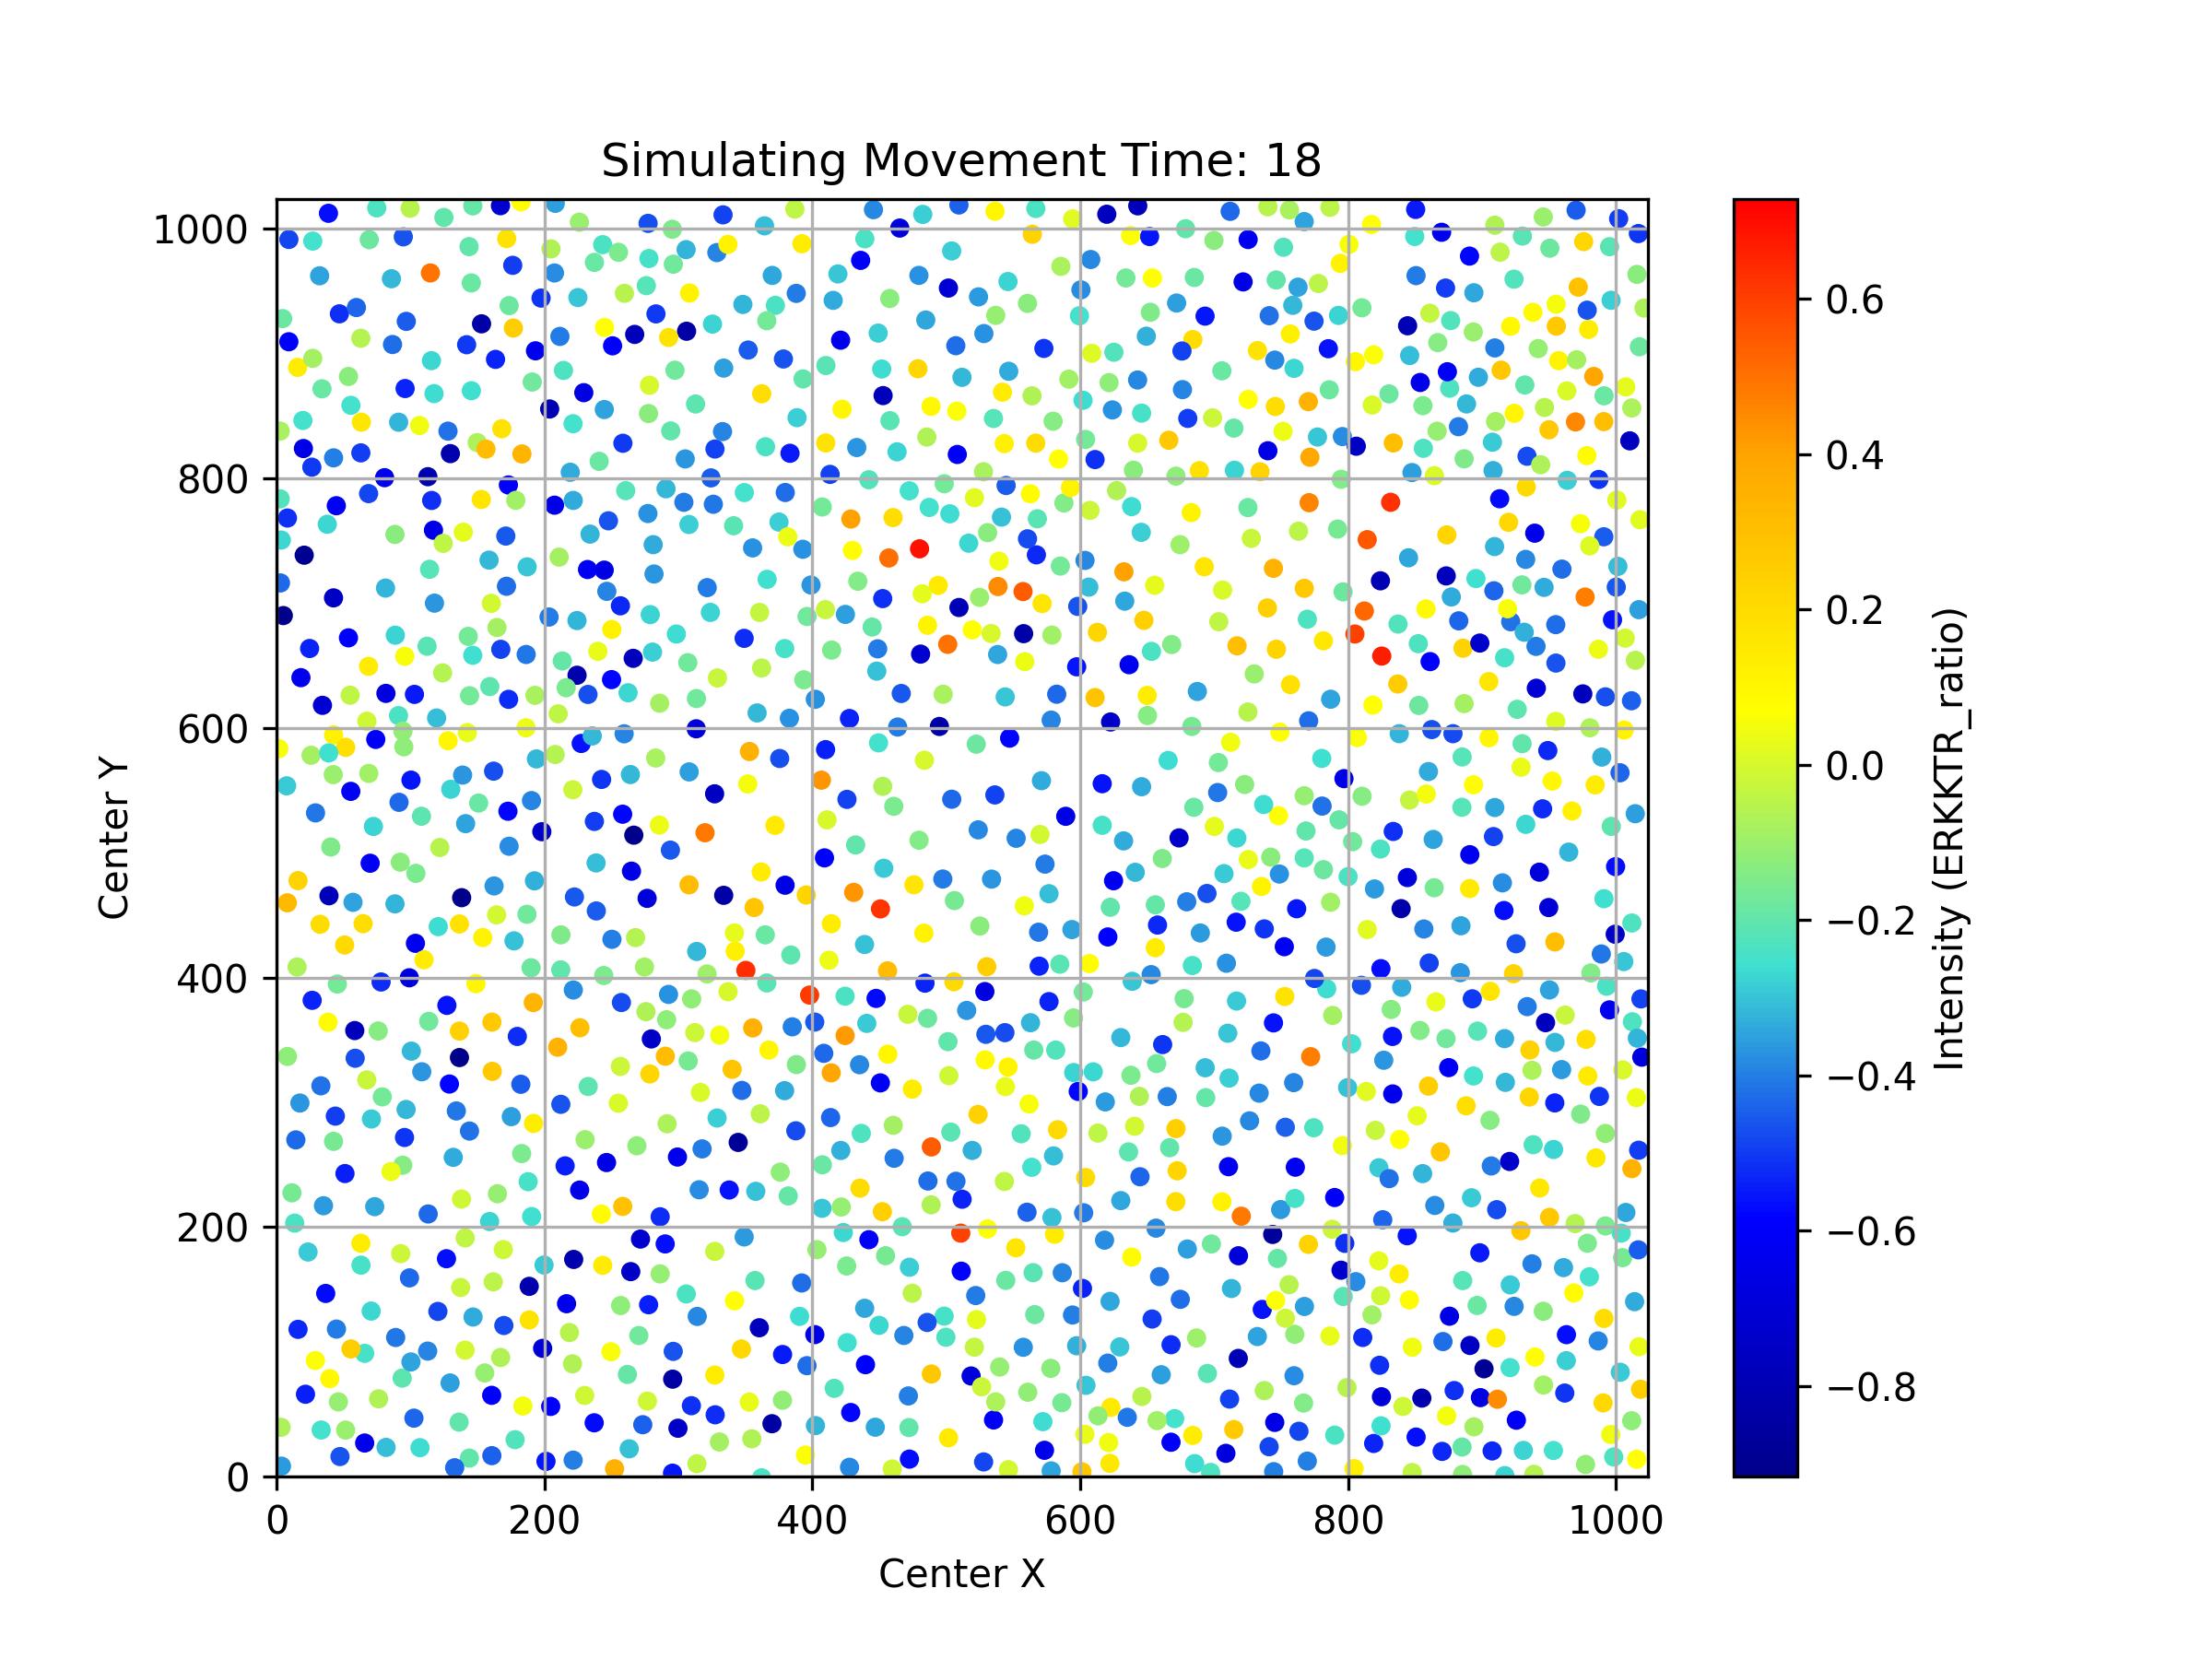 Simulating Movement Time: 18
1000
800
600
400
200
0
Center Y
0 200 400 600 800 1000
Center X
0.6
0.4
0.2
0.0
−0.2
−0.4
−0.6
−0.8
Intensity (ERKKTR_ratio)